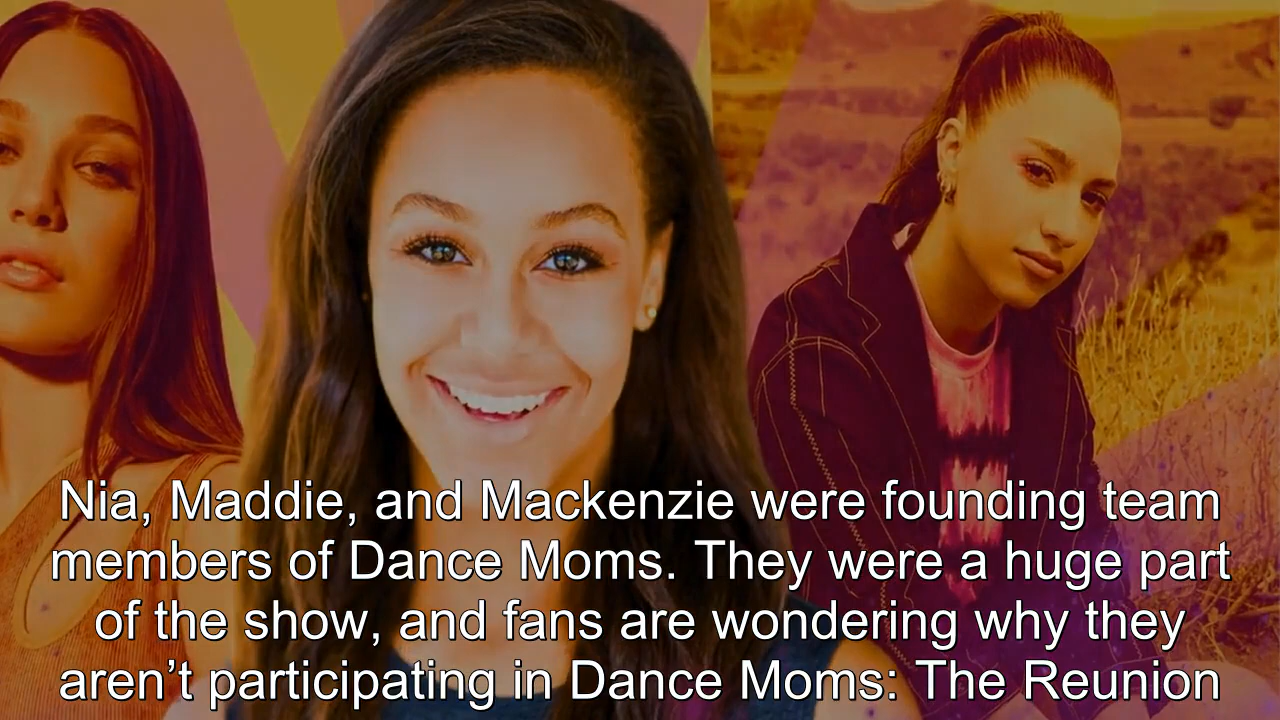 Nia, Maddie, and Mackenzie were founding team
members of Dance Moms. They were a huge part
of the show, and fans are wondering why they
aren’t participating in Dance Moms: The Reunion